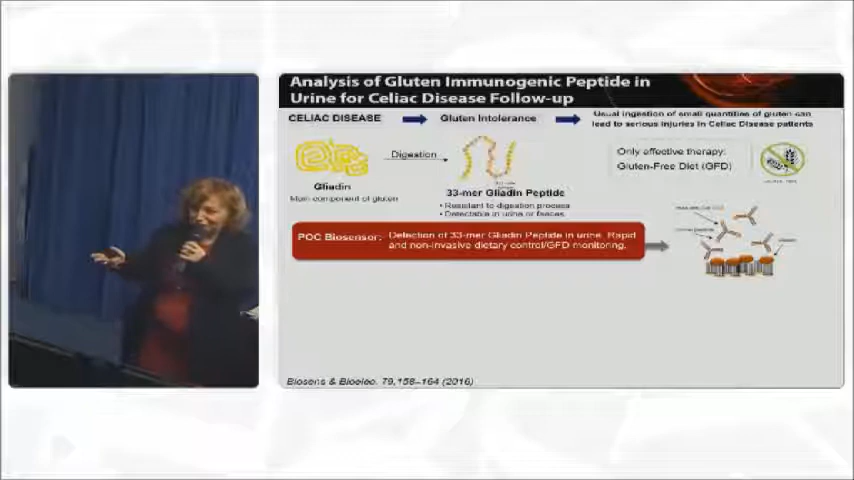 Analysis of Gluten Immunogenic Peptide in
Urine for Celiac Disease Follow-up
CELIAC DISEASE
Gluten Intolerance
Usual ingestion of small quantities of gluten can
lead to serious injuries in Celiac Disease patients
Digestion
Only effective therapy:
Gluten-Free Diet (GFD)
Gliadin
Main component of gluten
33-mer Gliadin Peptide
• Resistant to digestion process
• Detectable in urine or faeces
POC Biosensor: Detection of 33-mer Gliadin Peptide in urine. Rapid
and non-invasive dietary control/GFD monitoring.
Biosens & Bioelec. 79,158–164 (2016)